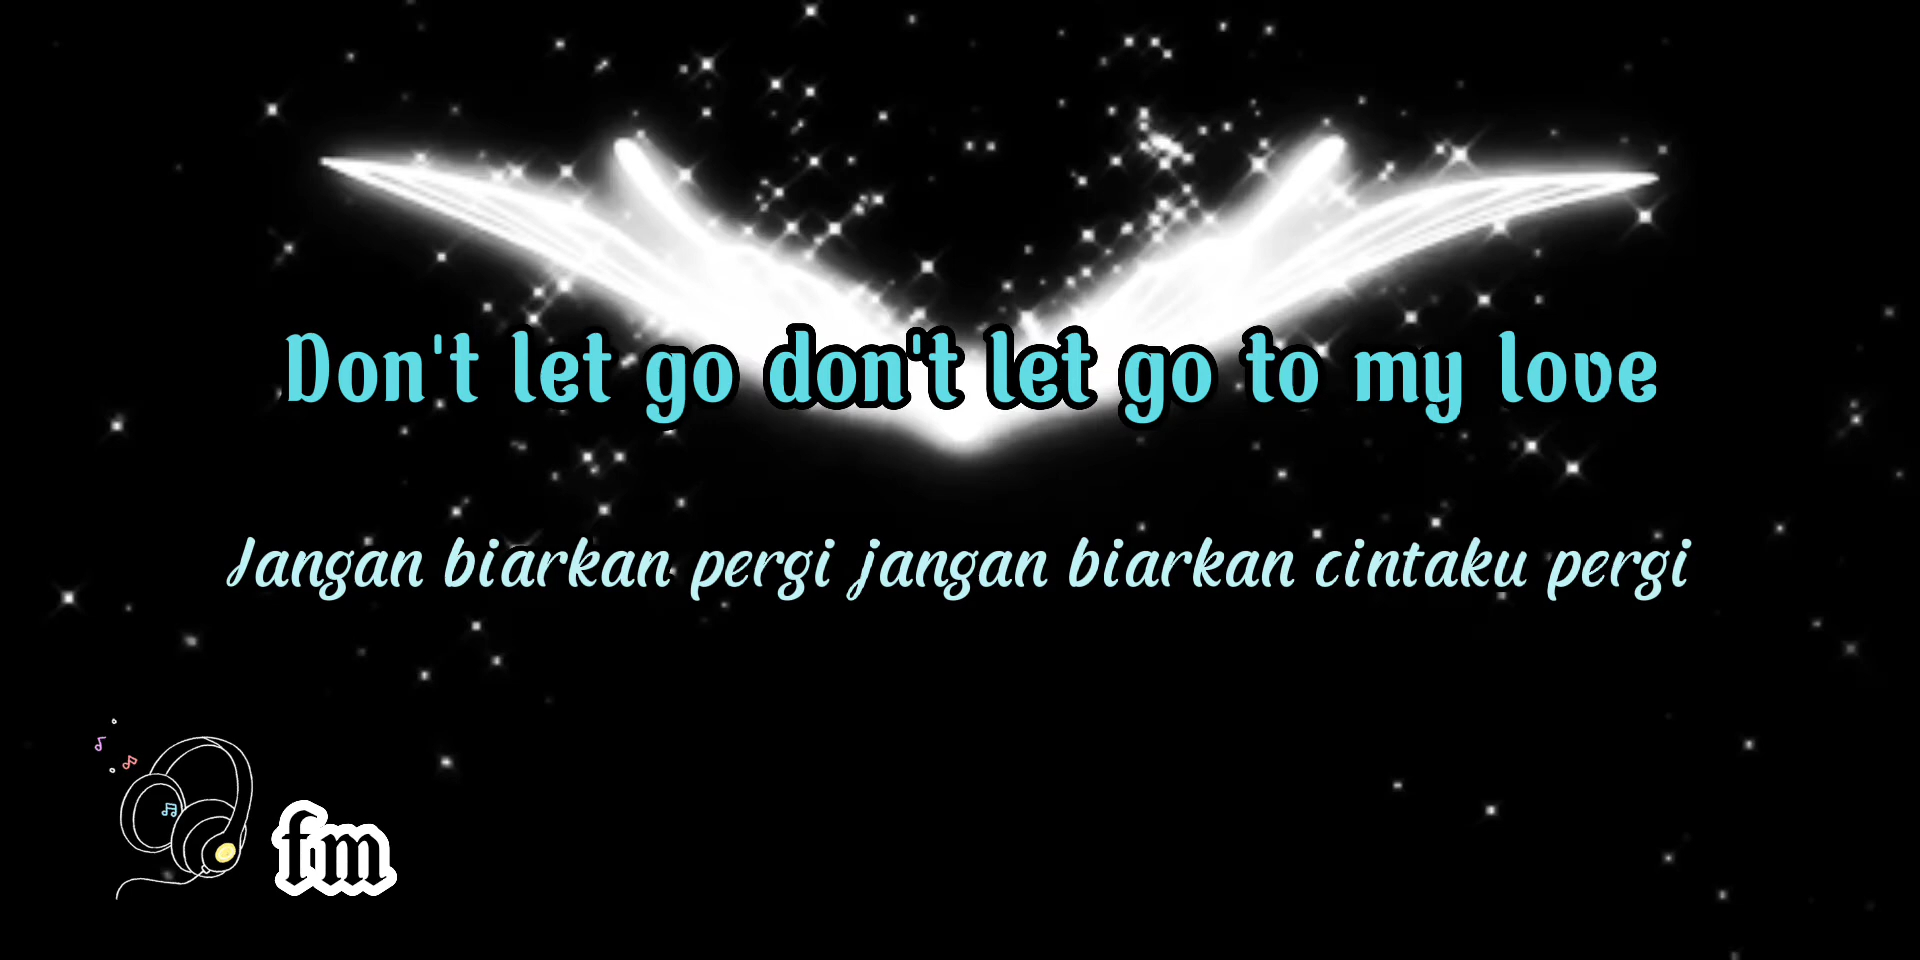 Don't let go don't let go to my love
Jangan biarkan pergi jangan biarkan cintaku pergi
fm